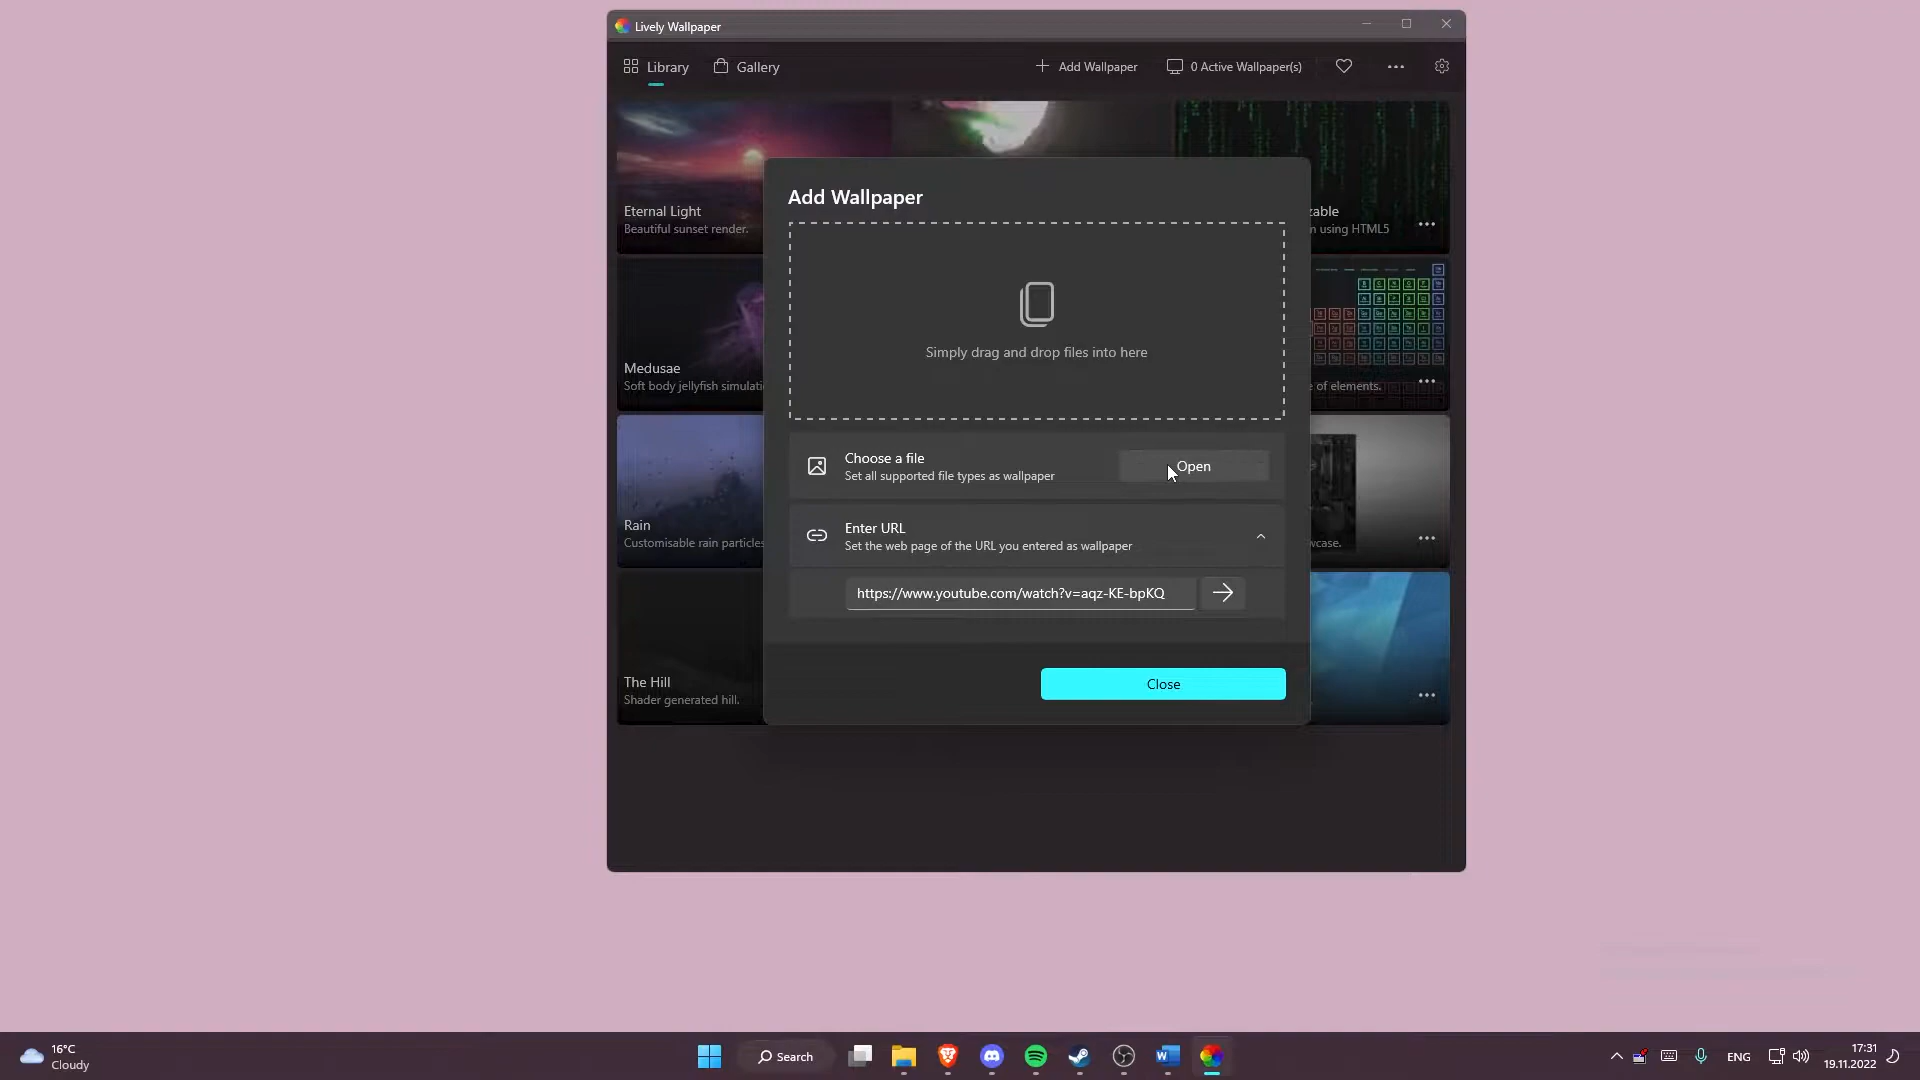 Lively Wallpaper
Library
Gallery
Add Wallpaper
0 Active Wallpaper(s)
Eternal Light
Beautiful sunset render.
zable
n using HTML5
Medusae
Soft body jellyfish simulati
e of elements.
Rain
Customisable rain particles
wcase.
The Hill
Shader generated hill.
Add Wallpaper
Simply drag and drop files into here
Choose a file
Set all supported file types as wallpaper
Open
Enter URL
Set the web page of the URL you entered as wallpaper
https://www.youtube.com/watch?v=aqz-KE-bpKQ
Close
16°C
Cloudy
Search
ENG
17:31
19.11.2022